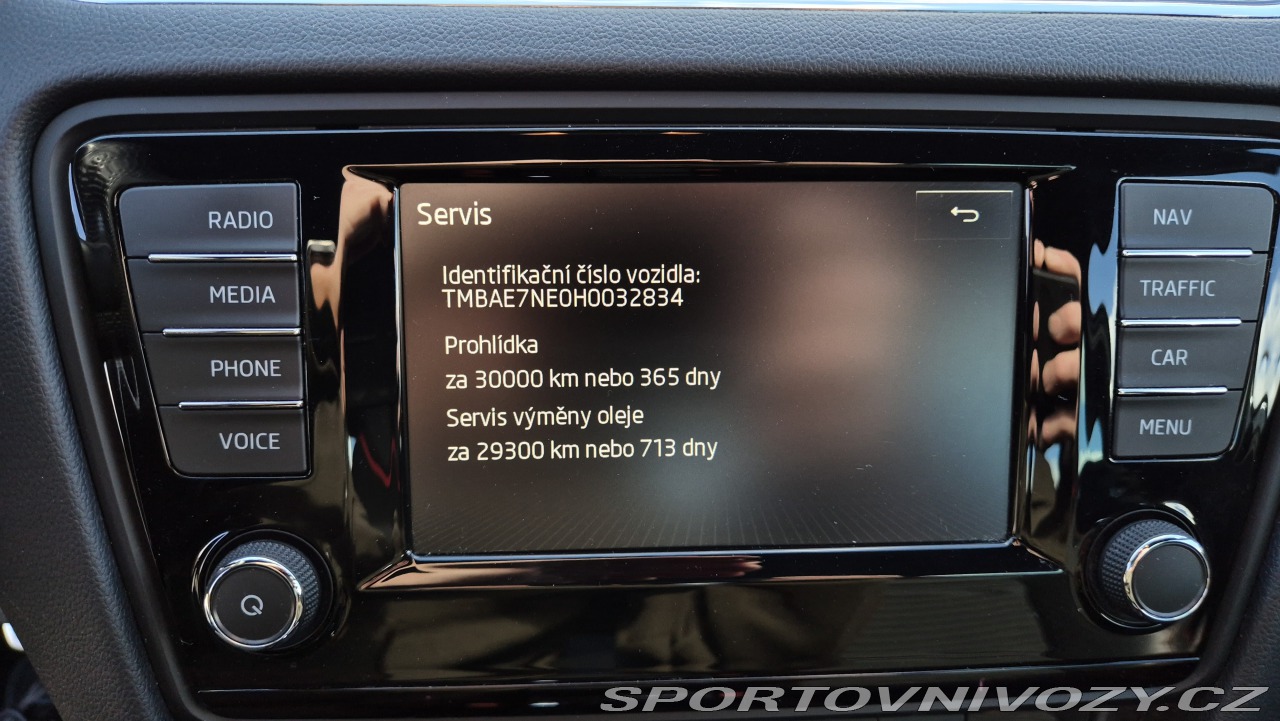 RADIO
MEDIA
PHONE
VOICE
Servis
Identifikační číslo vozidla:
TMBAE7NE0H0032834
Prohlídka
za 30000 km nebo 365 dny
Servis výměny oleje
za 29300 km nebo 713 dny
NAV
TRAFFIC
CAR
MENU
SPORTOVNIVOZY.CZ